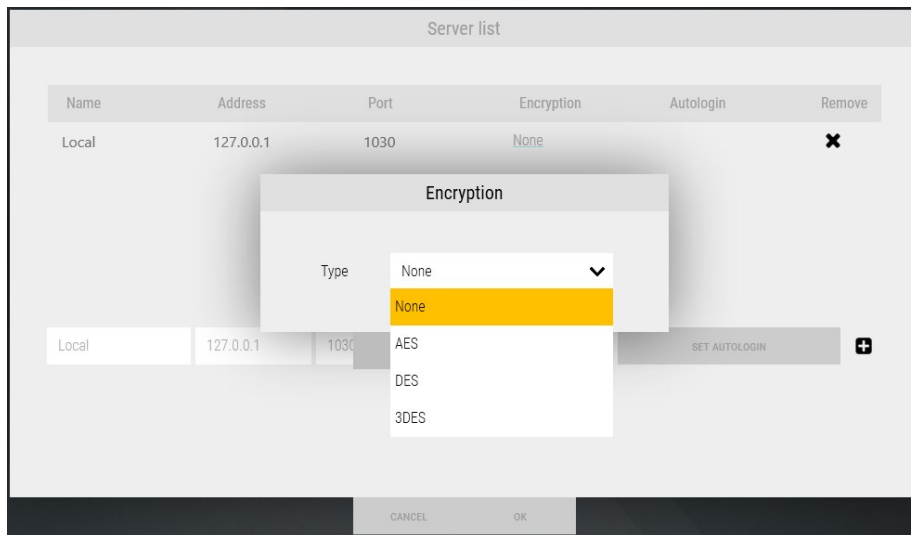 Server list
Name Address Port Encryption Autologin Remove
Local 127.0.0.1 1030 None
Encryption
Type None
None
Local 127.0.0.1 1030 AES SET AUTOLOGIN
DES
3DES
CANCEL OK